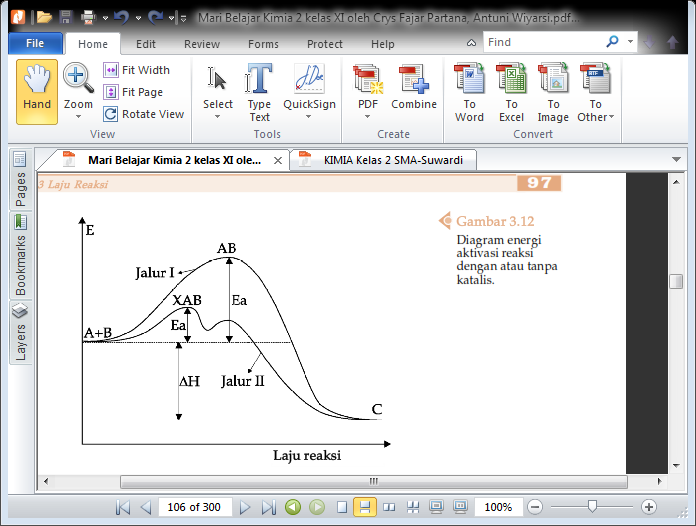 Mari Belajar Kimia 2 kelas XI oleh Crys Fajar Partana, Antuni Wiyarsi.pdf...
File
Home
Help
Find
Hand
Zoom
Fit Width
Fit Page
Rotate View
View
Select
Type
Text
QuickSign
Tools
PDF
Combine
Create
To
Word
To
Excel
To
Image
To
Other
Convert
Mari Belajar Kimia 2 kelas XI ole...
KIMIA Kelas 2 SMA-Suwardi
Pages
Bookmarks
Layers
3 Laju Reaksi
97
E
AB
Jalur I
XAB
Ea
A+B
Ea
ΔH
Jalur II
C
Laju reaksi
Gambar 3.12
Diagram energi
aktivasi reaksi
dengan atau tanpa
katalis.
106 of 300
100%